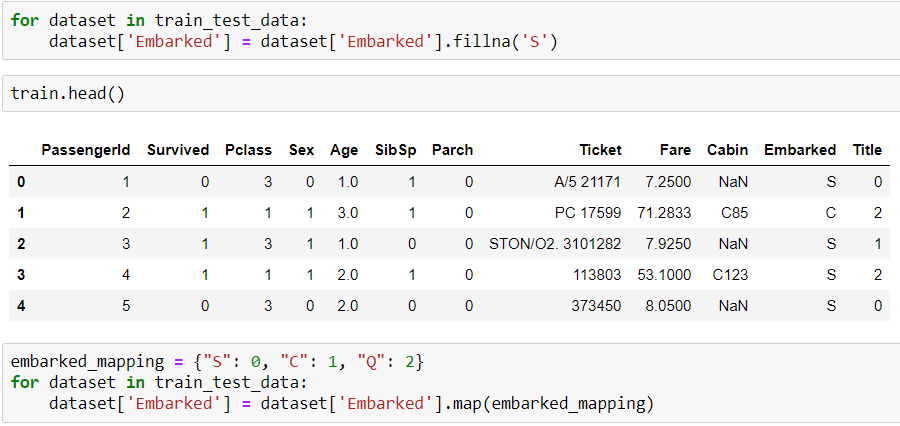 for dataset in train_test_data:
    dataset['Embarked'] = dataset['Embarked'].fillna('S')
train.head()
PassengerId Survived Pclass Sex Age SibSp Parch Ticket Fare Cabin Embarked Title
0 1 0 3 0 1.0 1 0 A/5 21171 7.2500 NaN S 0
1 2 1 1 1 3.0 1 0 PC 17599 71.2833 C85 C 2
2 3 1 3 1 1.0 0 0 STON/O2. 3101282 7.9250 NaN S 1
3 4 1 1 1 2.0 1 0 113803 53.1000 C123 S 2
4 5 0 3 0 2.0 0 0 373450 8.0500 NaN S 0
embarked_mapping = {"S": 0, "C": 1, "Q": 2}
for dataset in train_test_data:
    dataset['Embarked'] = dataset['Embarked'].map(embarked_mapping)